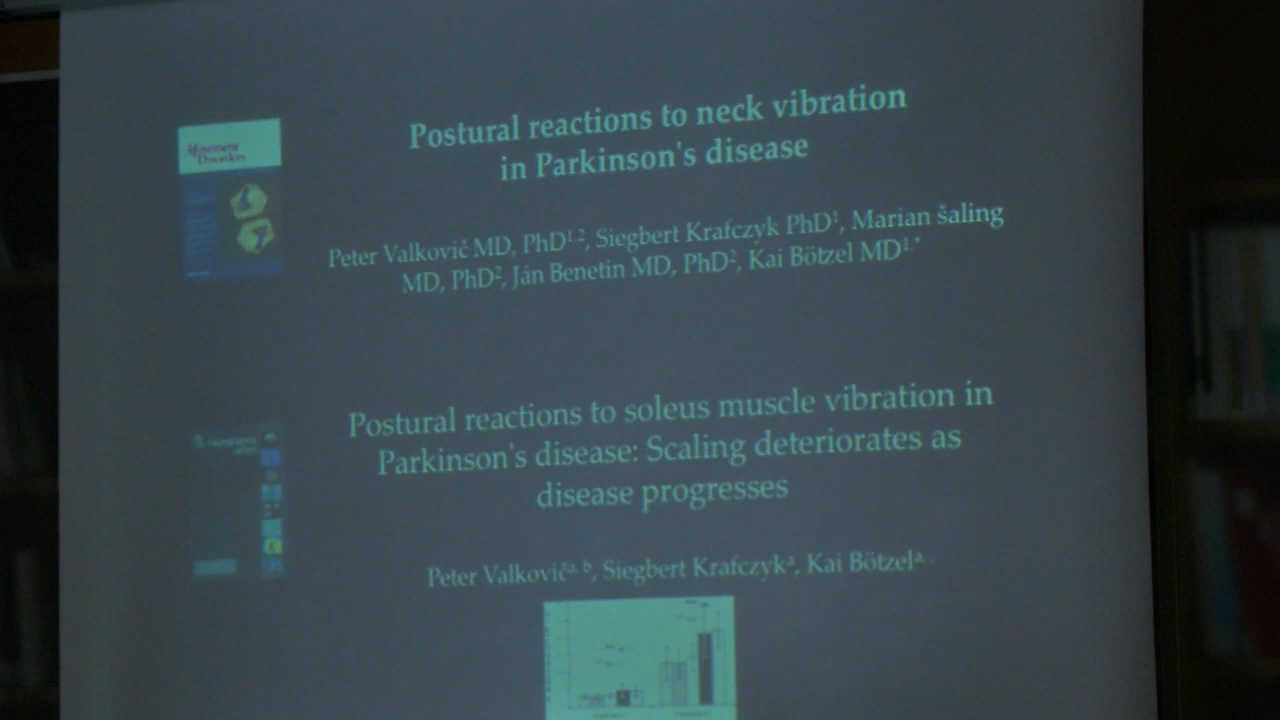 Postural reactions to neck vibration
in Parkinson's disease
Movement
Disorders
Peter Valkovič MD, PhD1,2, Siegbert Krafczyk PhD1, Marian šaling
MD, PhD2, Ján Benetin MD, PhD2, Kai Bötzel MD1,*
Postural reactions to soleus muscle vibration in
Parkinson's disease: Scaling deteriorates as
disease progresses
Peter Valkoviča, b, Siegbert Krafczyka, Kai Bötzela,